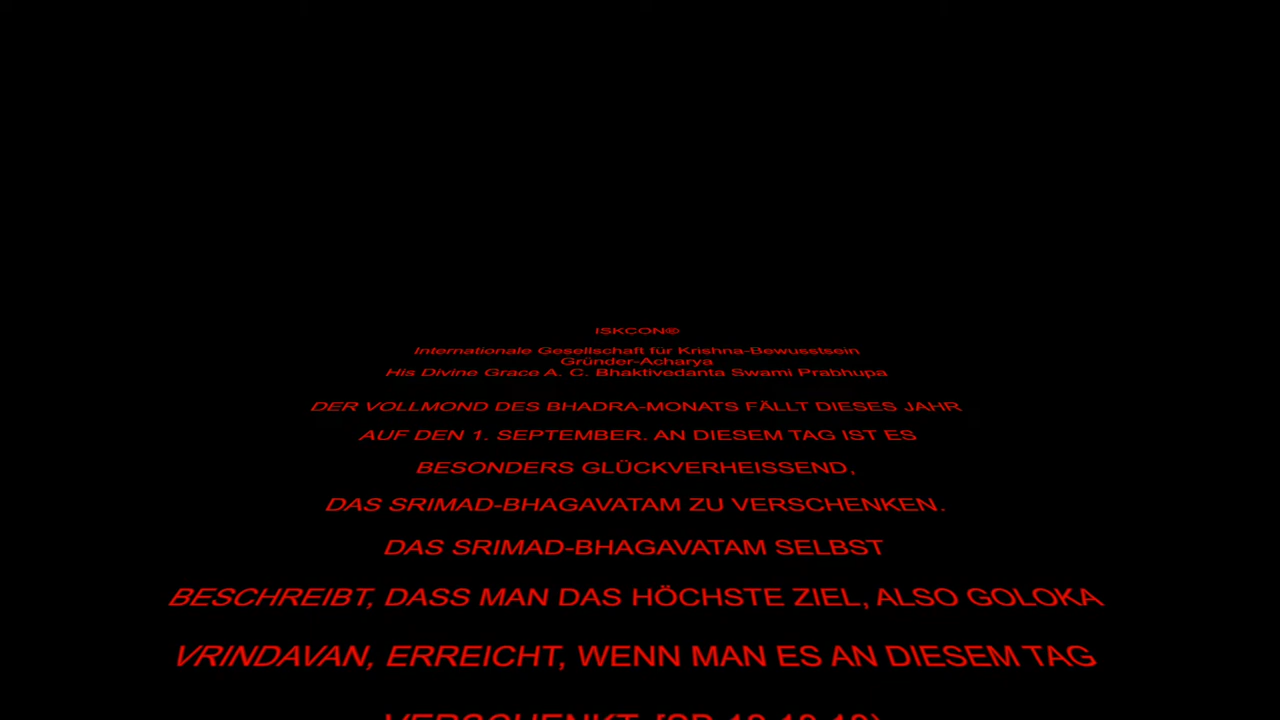 ISKCON®
Internationale Gesellschaft für Krishna-Bewusstsein
Gründer-Acharya
His Divine Grace A. C. Bhaktivedanta Swami Prabhupa
DER VOLLMOND DES BHADRA-MONATS FÄLLT DIESES JAHR
AUF DEN 1. SEPTEMBER. AN DIESEM TAG IST ES
BESONDERS GLÜCKVERHEISSEND,
DAS SRIMAD-BHAGAVATAM ZU VERSCHENKEN.
DAS SRIMAD-BHAGAVATAM SELBST
BESCHREIBT, DASS MAN DAS HÖCHSTE ZIEL, ALSO GOLOKA
VRINDAVAN, ERREICHT, WENN MAN ES AN DIESEM TAG
VERSCHENKT.